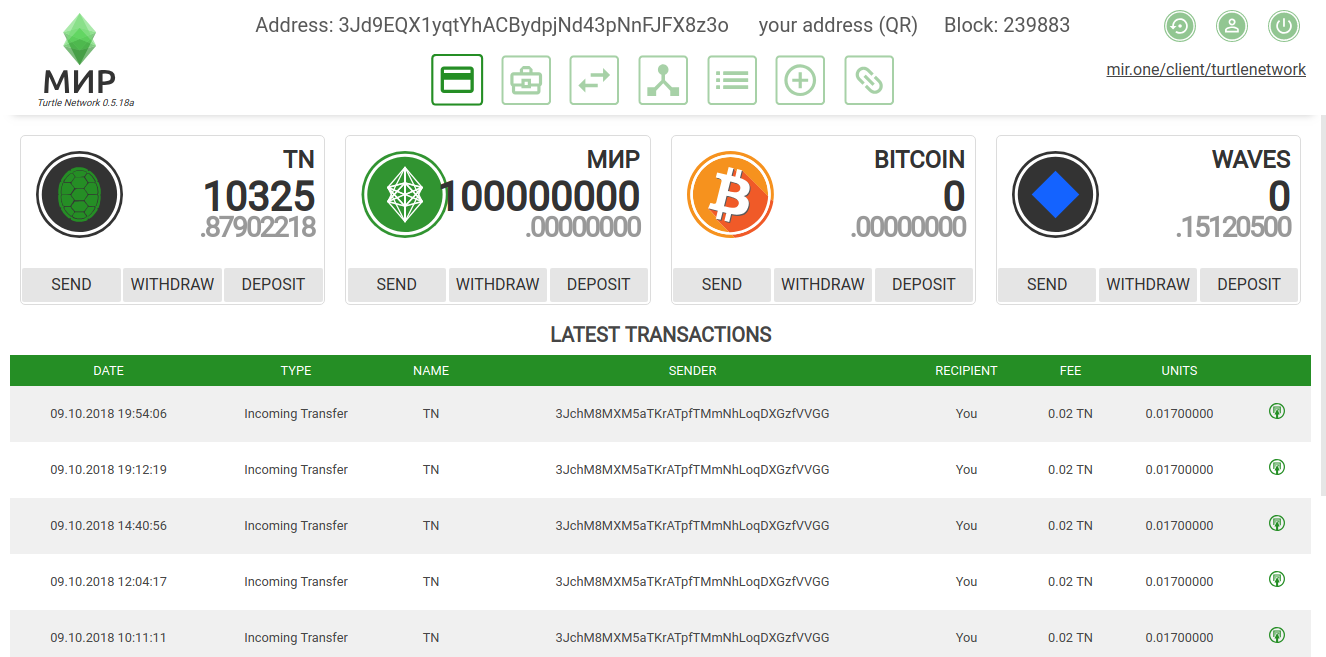 Address: 3Jd9EQX1yqtYhACBydpjNd43pNnFJFX8z3o your address (QR) Block: 239883
МИР
Turtle Network 0.5.18a
mir.one/client/turtlenetwork
TN
10325
.87902218
SEND WITHDRAW DEPOSIT
МИР
100000000
.00000000
SEND WITHDRAW DEPOSIT
BITCOIN
0
.00000000
SEND WITHDRAW DEPOSIT
WAVES
0
.15120500
SEND WITHDRAW DEPOSIT
LATEST TRANSACTIONS
DATE TYPE NAME SENDER RECIPIENT FEE UNITS
09.10.2018 19:54:06 Incoming Transfer TN 3JchM8MXM5aTKrATpfTMmNhLoqDXGzfVVGG You 0.02 TN 0.01700000
09.10.2018 19:12:19 Incoming Transfer TN 3JchM8MXM5aTKrATpfTMmNhLoqDXGzfVVGG You 0.02 TN 0.01700000
09.10.2018 14:40:56 Incoming Transfer TN 3JchM8MXM5aTKrATpfTMmNhLoqDXGzfVVGG You 0.02 TN 0.01700000
09.10.2018 12:04:17 Incoming Transfer TN 3JchM8MXM5aTKrATpfTMmNhLoqDXGzfVVGG You 0.02 TN 0.01700000
09.10.2018 10:11:11 Incoming Transfer TN 3JchM8MXM5aTKrATpfTMmNhLoqDXGzfVVGG You 0.02 TN 0.01700000